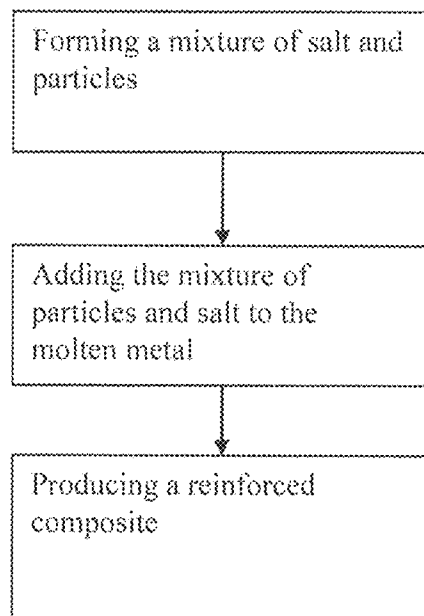 Forming a mixture of salt and
particles
Adding the mixture of
particles and salt to the
molten metal
Producing a reinforced
composite